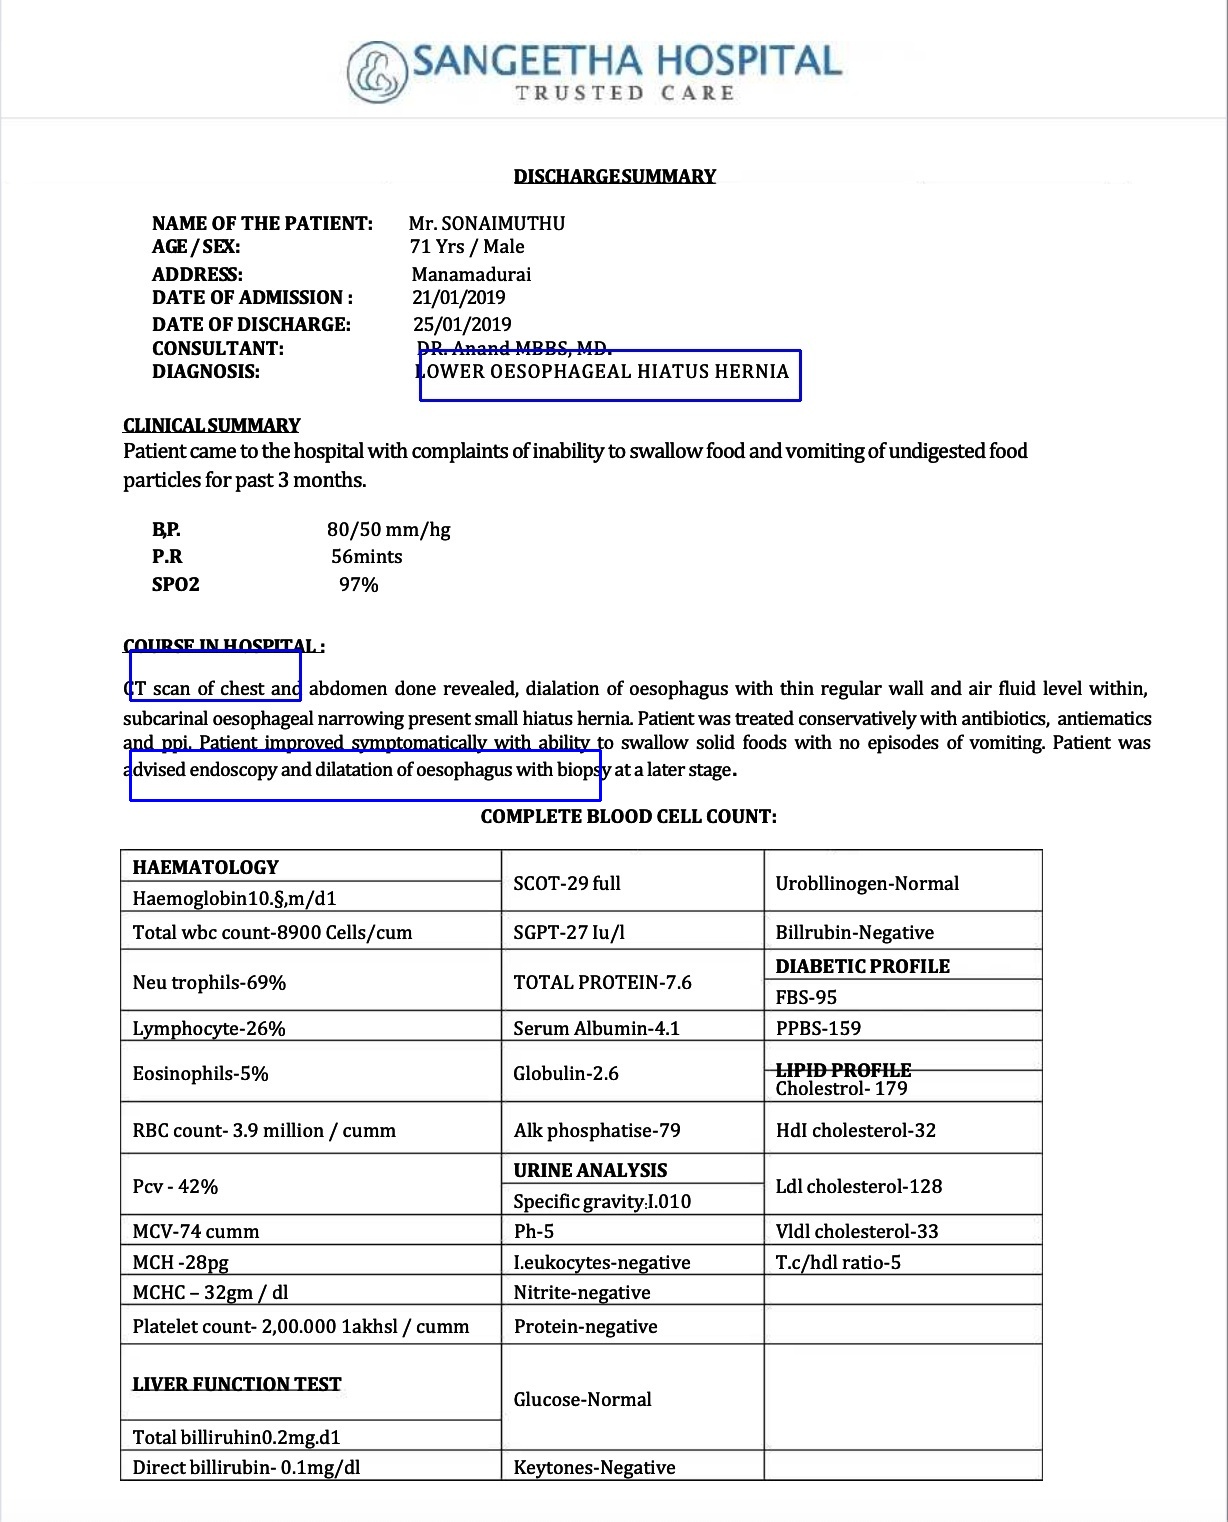 SANGEETHA HOSPITAL
TRUSTED CARE
DISCHARGE SUMMARY
NAME OF THE PATIENT: Mr. SONAIMUTHU
AGE / SEX: 71 Yrs / Male
ADDRESS: Manamadurai
DATE OF ADMISSION : 21/01/2019
DATE OF DISCHARGE: 25/01/2019
CONSULTANT: DR. Anand MBBS, MD.
DIAGNOSIS: LOWER OESOPHAGEAL HIATUS HERNIA
CLINICAL SUMMARY
Patient came to the hospital with complaints of inability to swallow food and vomiting of undigested food
particles for past 3 months.
B,P. 80/50 mm/hg
P.R 56mints
SPO2 97%
COURSE IN HOSPITAL :
CT scan of chest and abdomen done revealed, dialation of oesophagus with thin regular wall and air fluid level within,
subcarinal oesophageal narrowing present small hiatus hernia. Patient was treated conservatively with antibiotics, antiematics
and ppi. Patient improved symptomatically with ability to swallow solid foods with no episodes of vomiting. Patient was
advised endoscopy and dilatation of oesophagus with biopsy at a later stage.
COMPLETE BLOOD CELL COUNT:
HAEMATOLOGY
Haemoglobin10.§,m/d1
SCOT-29 full
Urobllinogen-Normal
Total wbc count-8900 Cells/cum
SGPT-27 Iu/l
Billrubin-Negative
Neu trophils-69%
TOTAL PROTEIN-7.6
DIABETIC PROFILE
FBS-95
Lymphocyte-26%
Serum Albumin-4.1
PPBS-159
Eosinophils-5%
Globulin-2.6
LIPID PROFILE
Cholestrol- 179
RBC count- 3.9 million / cumm
Alk phosphatise-79
HdI cholesterol-32
Pcv - 42%
URINE ANALYSIS
Specific gravity:I.010
Ldl cholesterol-128
MCV-74 cumm
Ph-5
Vldl cholesterol-33
MCH -28pg
I.eukocytes-negative
T.c/hdl ratio-5
MCHC – 32gm / dl
Nitrite-negative
Platelet count- 2,00.000 1akhsl / cumm
Protein-negative
LIVER FUNCTION TEST
Glucose-Normal
Total billiruhin0.2mg.d1
Direct billirubin- 0.1mg/dl
Keytones-Negative